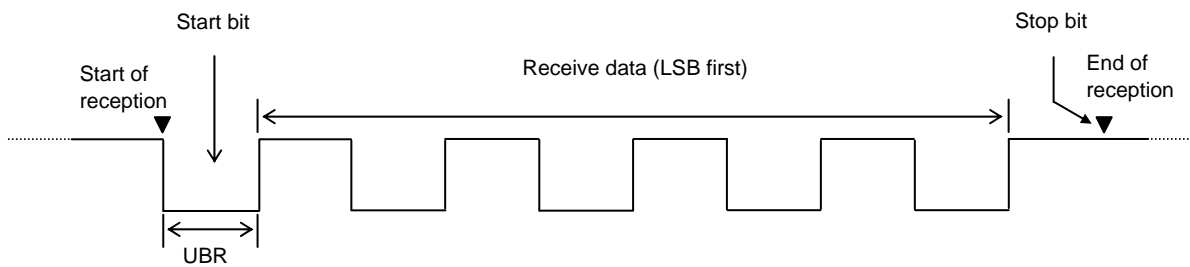 Start bit
Stop bit
Start of
reception
Receive data (LSB first)
End of
reception
UBR